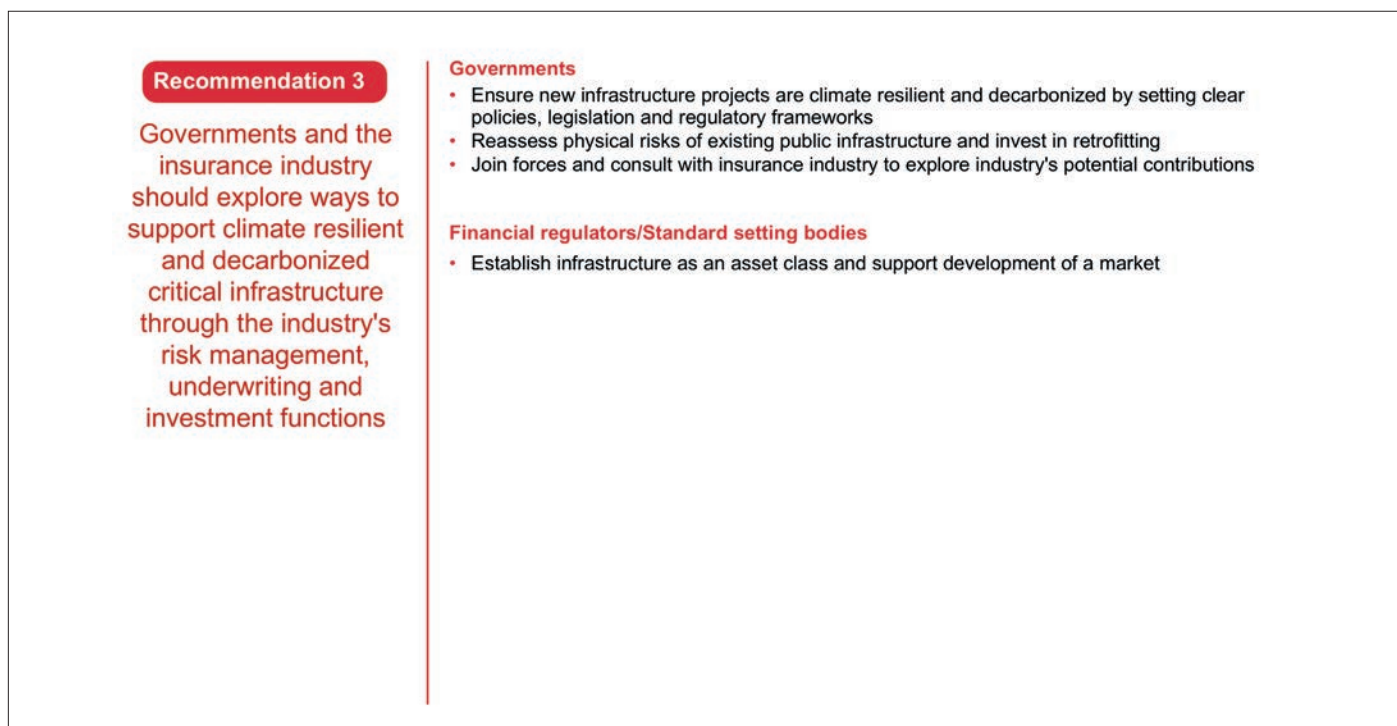 Recommendation 3
Governments and the
insurance industry
should explore ways to
support climate resilient
and decarbonized
critical infrastructure
through the industry's
risk management,
underwriting and
investment functions
Governments
• Ensure new infrastructure projects are climate resilient and decarbonized by setting clear
policies, legislation and regulatory frameworks
• Reassess physical risks of existing public infrastructure and invest in retrofitting
• Join forces and consult with insurance industry to explore industry's potential contributions
Financial regulators/Standard setting bodies
• Establish infrastructure as an asset class and support development of a market